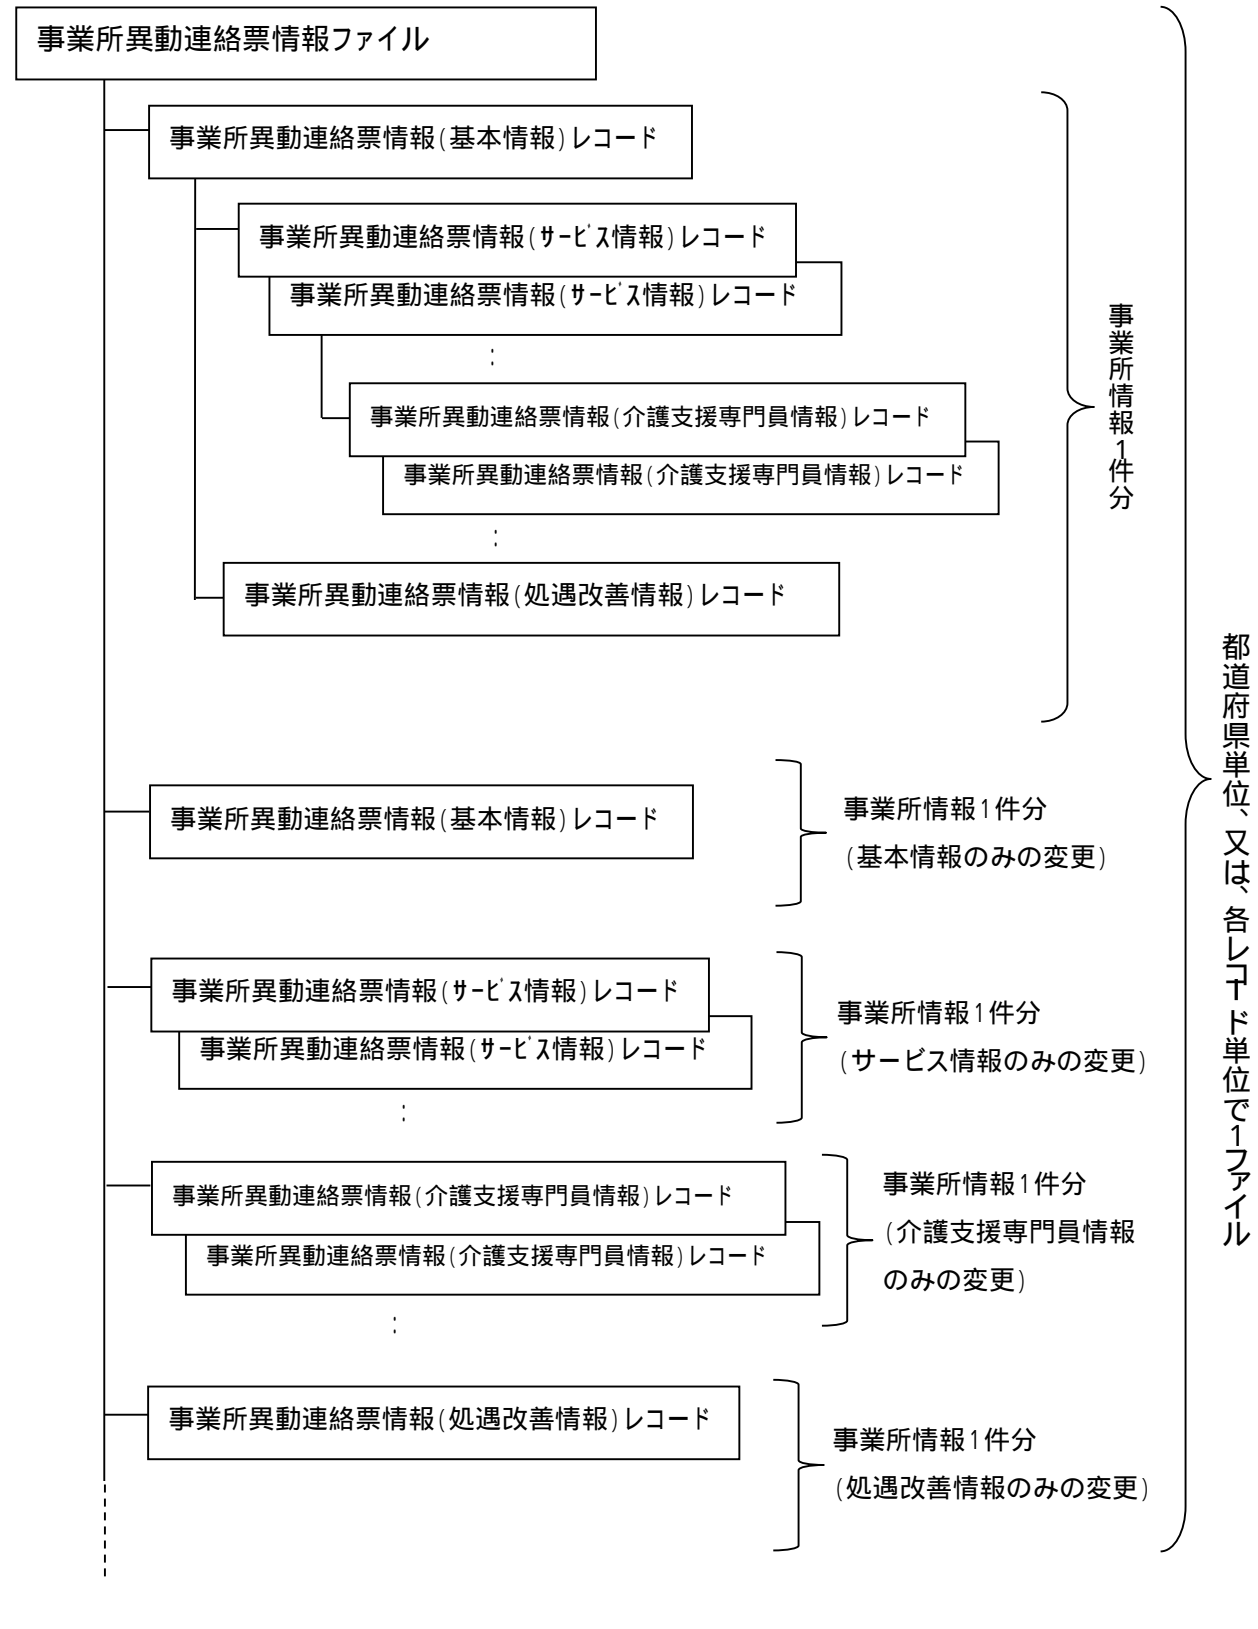 事業所異動連絡票情報ファイル
事業所異動連絡票情報(基本情報)レコード
事業所異動連絡票情報(ｻｰﾋﾞｽ情報)レコード
事業所異動連絡票情報(ｻｰﾋﾞｽ情報)レコード
:
事業所異動連絡票情報(介護支援専門員情報)レコード
事業所異動連絡票情報(介護支援専門員情報)レコード
:
事業所異動連絡票情報(処遇改善情報)レコード
事業所情報1件分
事業所異動連絡票情報(基本情報)レコード
事業所情報1件分
(基本情報のみの変更)
事業所異動連絡票情報(ｻｰﾋﾞｽ情報)レコード
事業所異動連絡票情報(ｻｰﾋﾞｽ情報)レコード
:
事業所情報1件分
(サービス情報のみの変更)
事業所異動連絡票情報(介護支援専門員情報)レコード
事業所異動連絡票情報(介護支援専門員情報)レコード
:
事業所情報1件分
(介護支援専門員情報
のみの変更)
事業所異動連絡票情報(処遇改善情報)レコード
事業所情報1件分
(処遇改善情報のみの変更)
都道府県単位、又は、各レコード単位で1ファイル